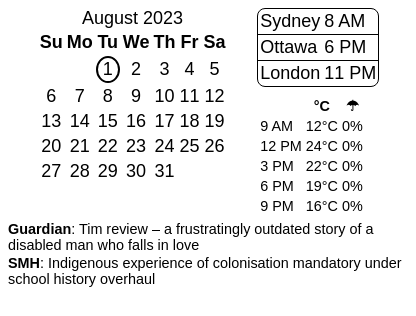 August 2023
Su Mo Tu We Th Fr Sa
1 2 3 4 5
6 7 8 9 10 11 12
13 14 15 16 17 18 19
20 21 22 23 24 25 26
27 28 29 30 31
Sydney 8 AM
Ottawa 6 PM
London 11 PM
°C ☂
9 AM 12°C 0%
12 PM 24°C 0%
3 PM 22°C 0%
6 PM 19°C 0%
9 PM 16°C 0%
Guardian: Tim review – a frustratingly outdated story of a
disabled man who falls in love
SMH: Indigenous experience of colonisation mandatory under
school history overhaul